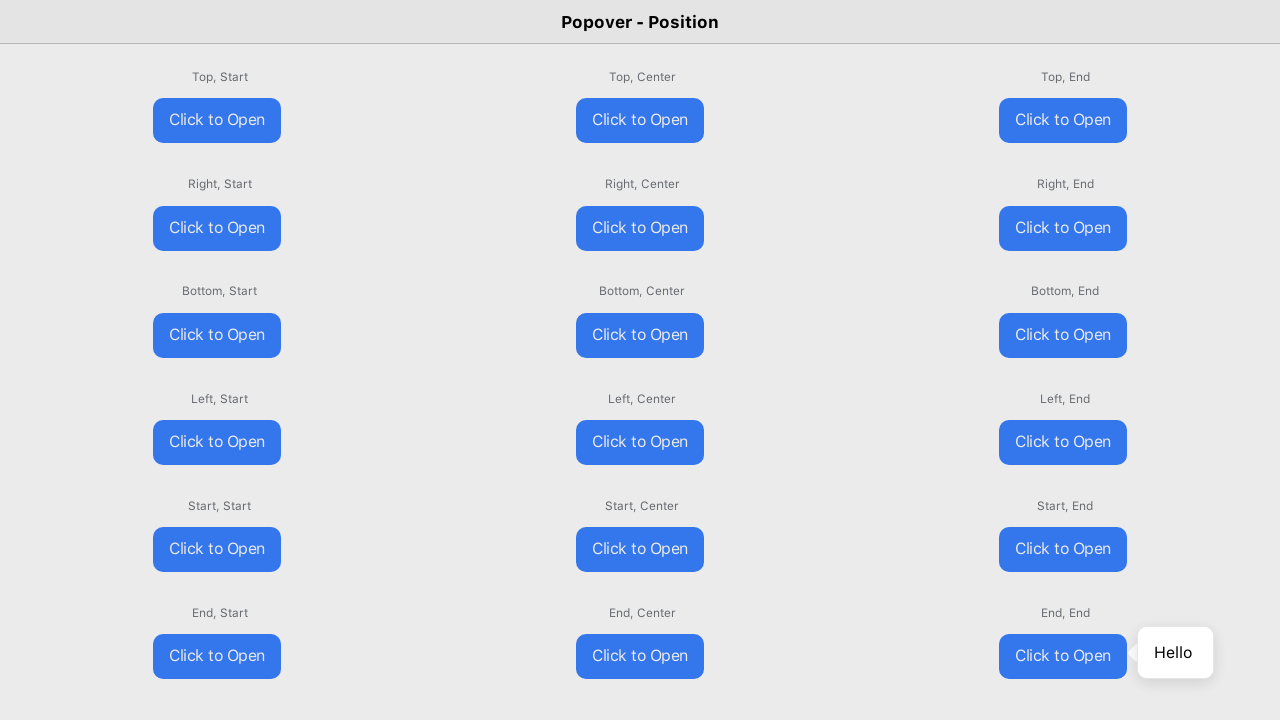 Popover - Position
Top, Start
Top, Center
Top, End
Click to Open
Click to Open
Click to Open
Right, Start
Right, Center
Right, End
Click to Open
Click to Open
Click to Open
Bottom, Start
Bottom, Center
Bottom, End
Click to Open
Click to Open
Click to Open
Left, Start
Left, Center
Left, End
Click to Open
Click to Open
Click to Open
Start, Start
Start, Center
Start, End
Click to Open
Click to Open
Click to Open
End, Start
End, Center
End, End
Click to Open
Click to Open
Click to Open
Hello